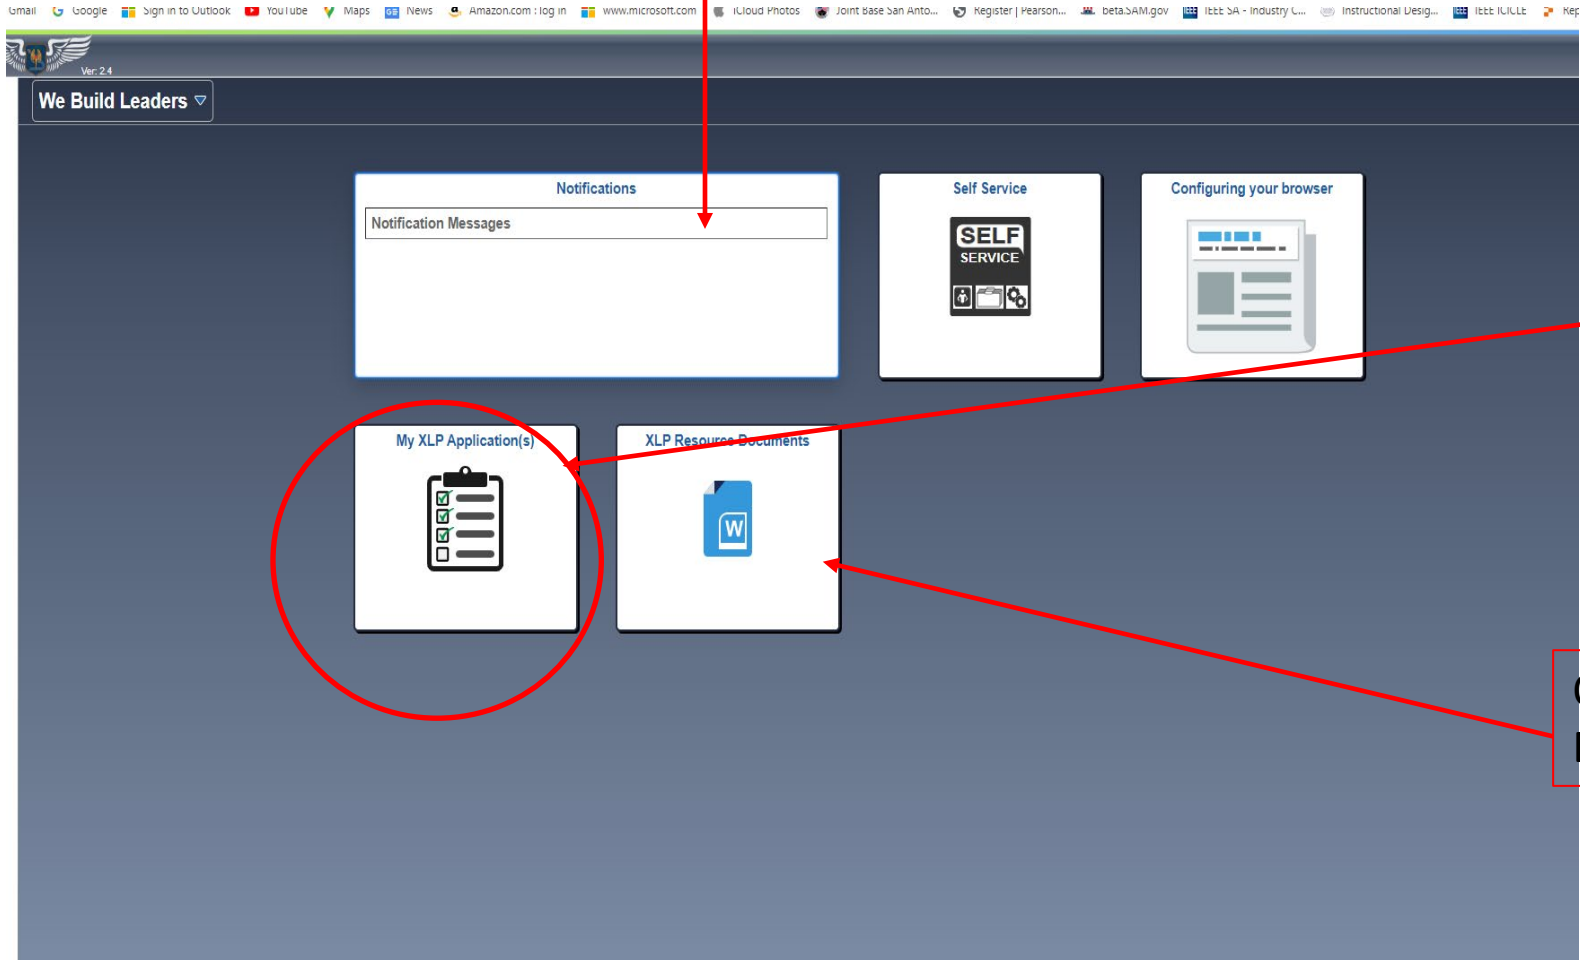 Gmail Google Sign in to Outlook YouTube Maps News Amazon.com : log in www.microsoft.com iCloud Photos Joint Base San Anto... Register | Pearson... beta.SAM.gov IEEE SA - Industry C... Instructional Desig... IEEE ICICLE Rep
Ver: 2.4
We Build Leaders
Notifications
Notification Messages
Self Service
SELF
SERVICE
Configuring your browser
My XLP Application(s)
XLP Resource Documents
W